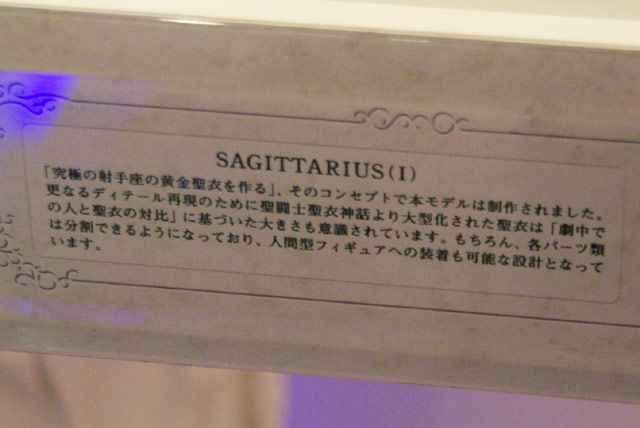 SAGITTARIUS(I)
「究極の射手座の黄金聖衣を作る」、そのコンセプトで本モデルは制作されました。
更なるディテール再現のために聖闘士聖衣神話より大型化された聖衣は「劇中で
の人と聖衣の対比」に基づいた大きさも意識されています。もちろん、各パーツ類
は分割できるようになっており、人間型フィギュアへの装着も可能な設計となって
います。